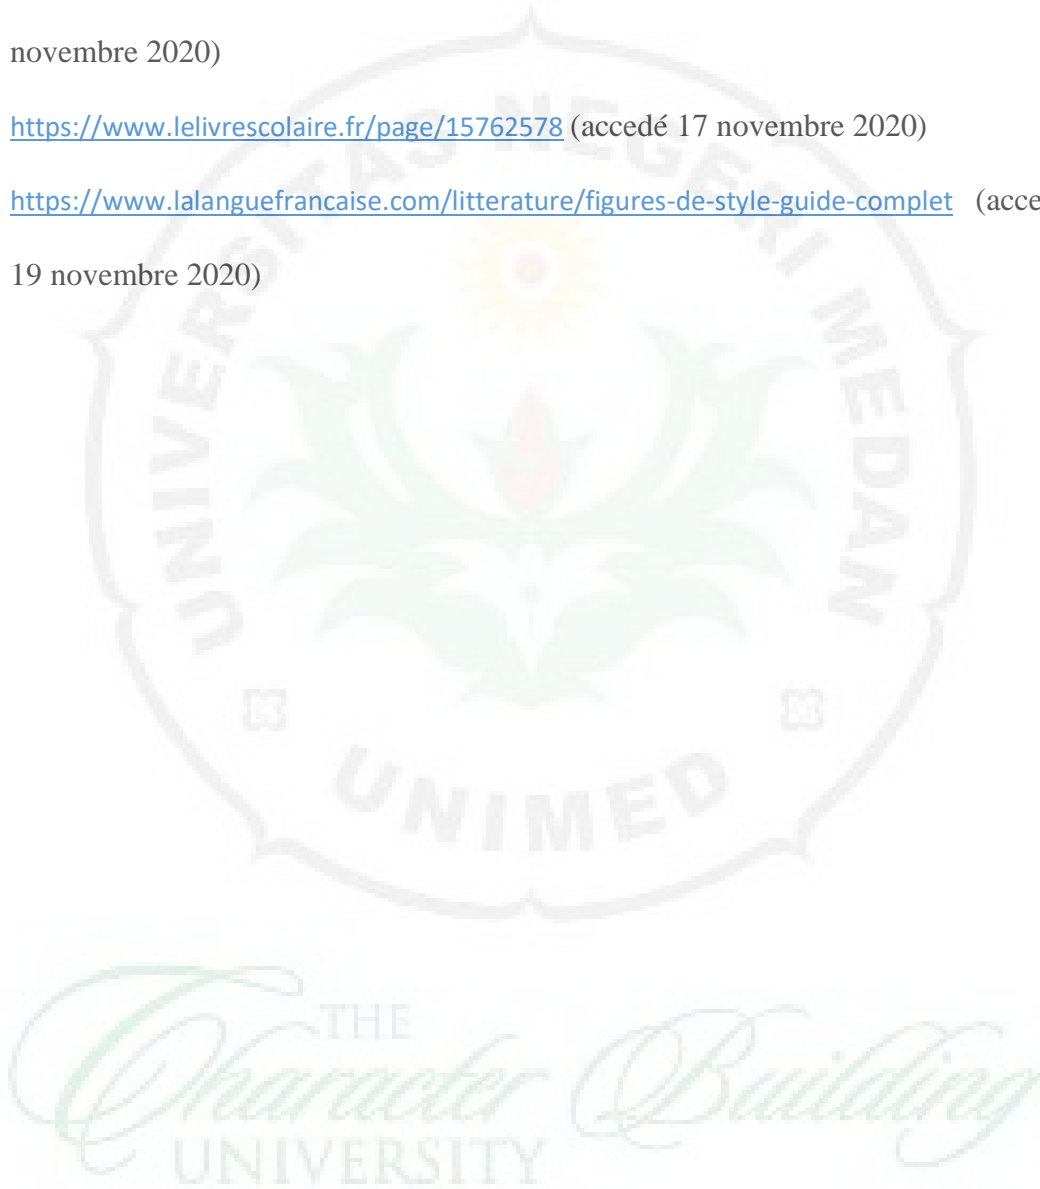 novembre 2020)
https://www.lelivrescolaire.fr/page/15762578 (accedé 17 novembre 2020)
https://www.lalanguefrancaise.com/litterature/figures-de-style-guide-complet (acce
19 novembre 2020)
UNIVERSITAS NEGERI MEDAN
UNIMED
THE
Character Building
UNIVERSITY